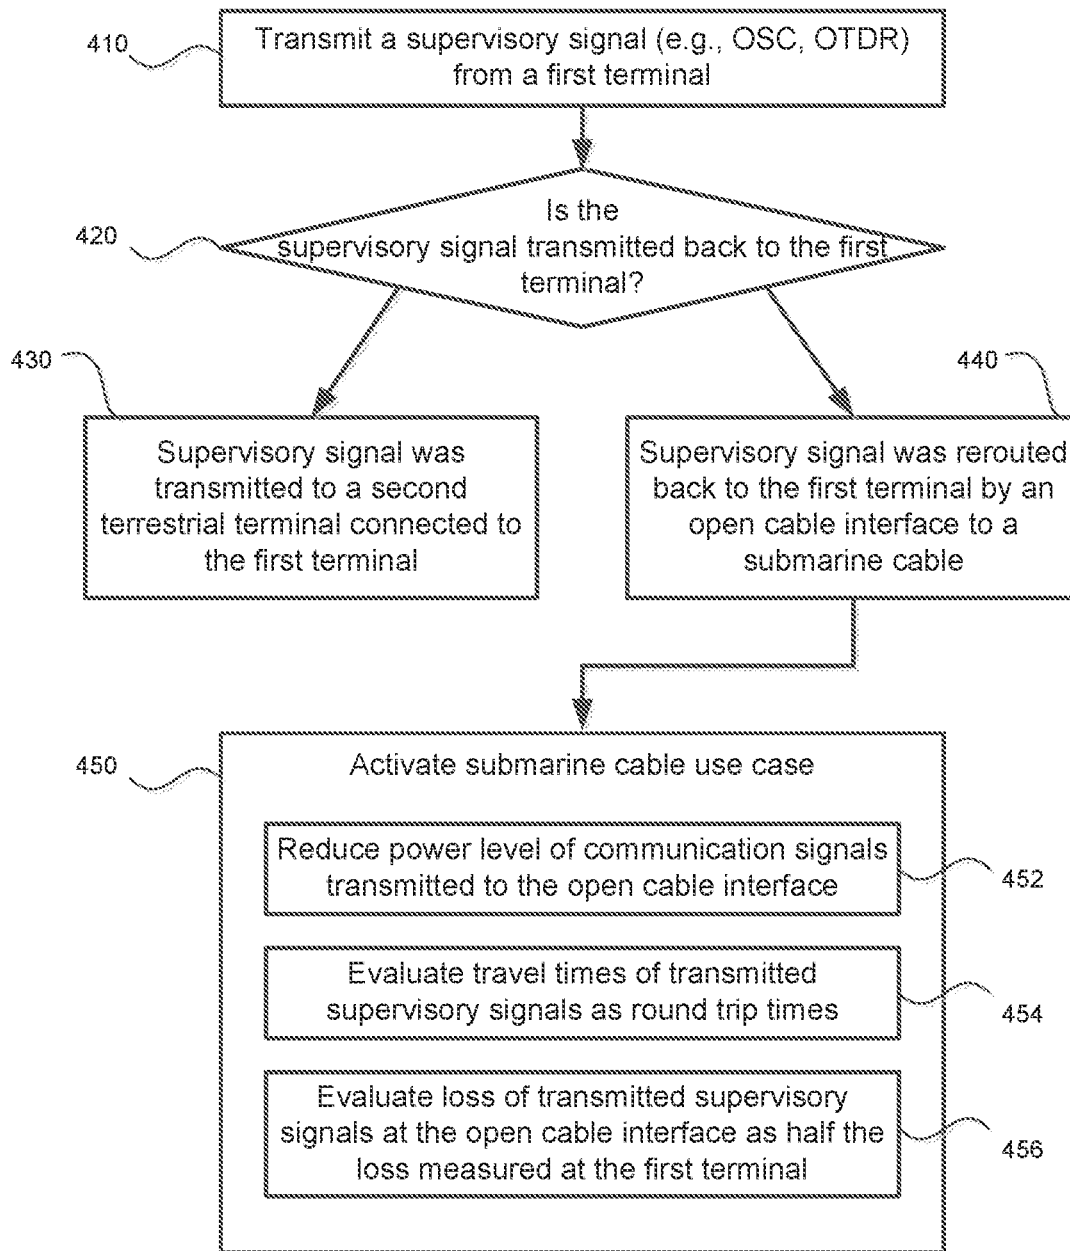 410
Transmit a supervisory signal (e.g., OSC, OTDR)
from a first terminal
420
Is the
supervisory signal transmitted back to the first
terminal?
430
Supervisory signal was
transmitted to a second
terrestrial terminal connected to
the first terminal
440
Supervisory signal was rerouted
back to the first terminal by an
open cable interface to a
submarine cable
450
Activate submarine cable use case
Reduce power level of communication signals
transmitted to the open cable interface
452
Evaluate travel times of transmitted
supervisory signals as round trip times
454
Evaluate loss of transmitted supervisory
signals at the open cable interface as half the
loss measured at the first terminal
456